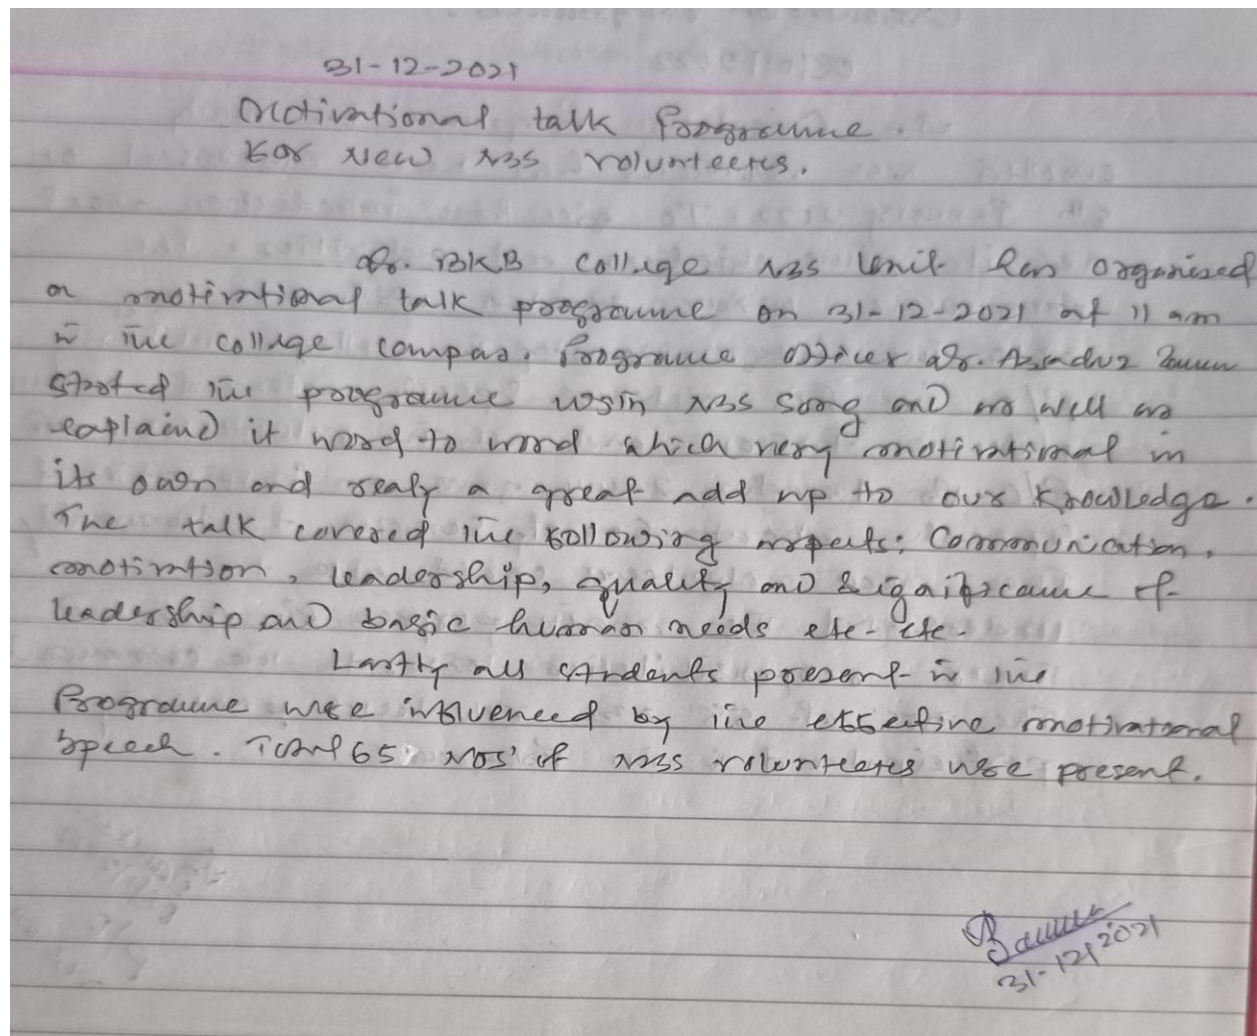 31-12-2021
Motivational talk Programme.
For New NSS volunteers.
Dr. BKB College NSS Unit has organised
a motivational talk programme on 31-12-2021 at 11 am
in the college compas. Programme Officer Dr. Asaduz Zaman
started the programme with NSS song and as well as
explaind it word to word which very motivational in
its own and realy a great add up to our knowledge.
The talk covered the following aspects: Communication,
motivation, leadership, quality and significance of
leadership and basic human needs etc. etc.
Lastly all students present in the
Programme were influenced by the effective motivational
speech. Total 65 nos' of NSS volunteers were present.
31-12-2021